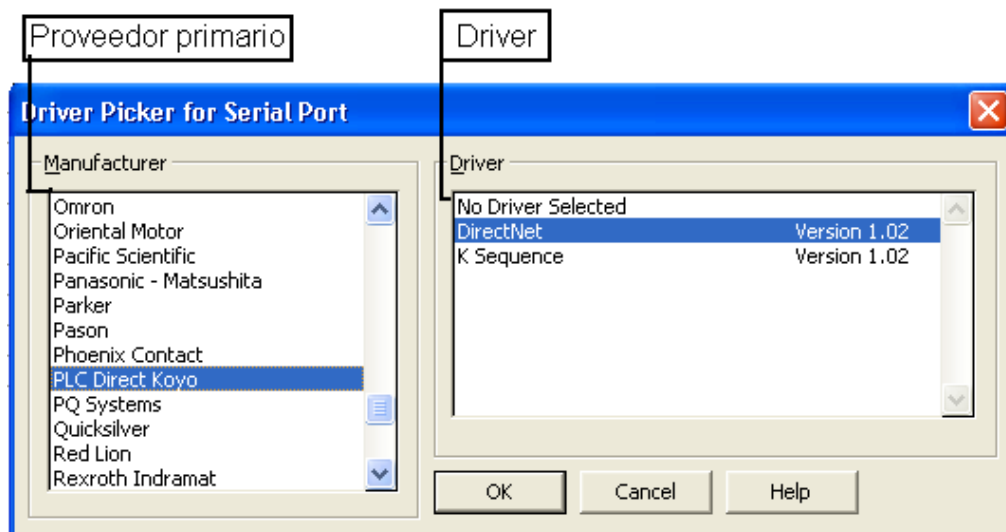 Proveedor primario
Driver
Driver Picker for Serial Port
Manufacturer
Omron
Oriental Motor
Pacific Scientific
Panasonic - Matsushita
Parker
Pason
Phoenix Contact
PLC Direct Koyo
PQ Systems
Quicksilver
Red Lion
Rexroth Indramat
Driver
No Driver Selected
DirectNet Version 1.02
K Sequence Version 1.02
OK Cancel Help